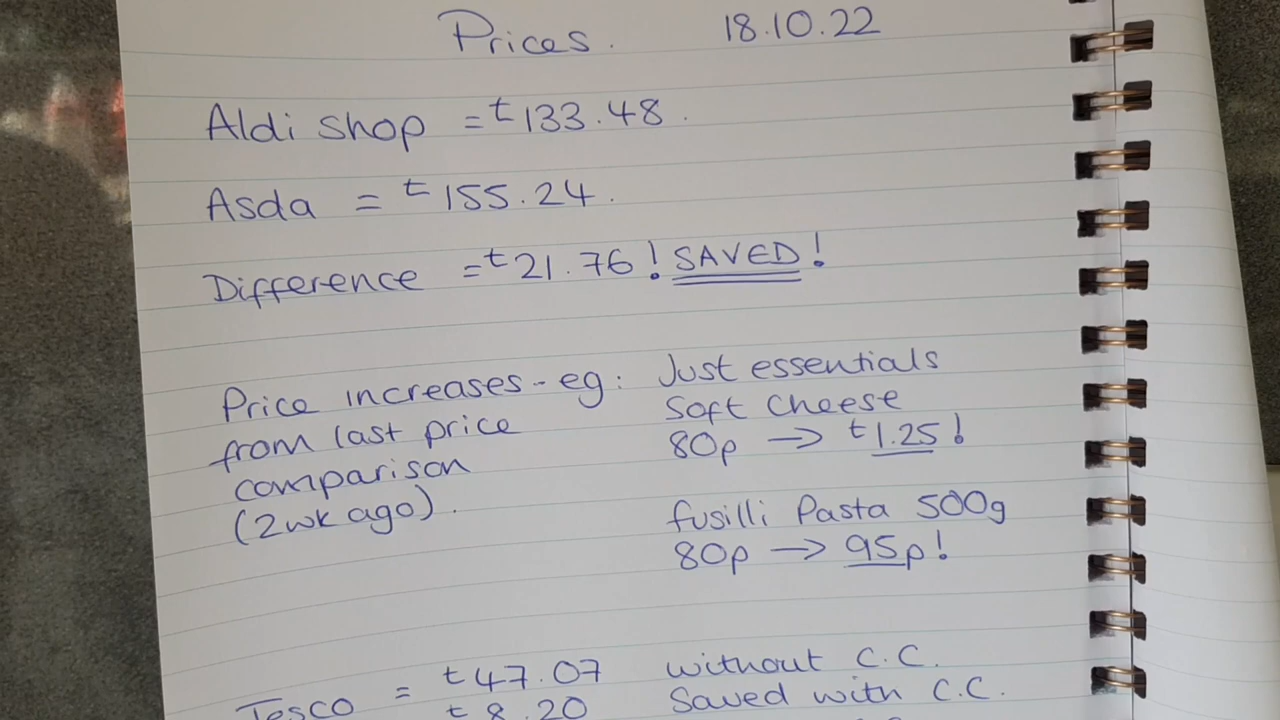 Prices. 18.10.22
Aldi shop = £133.48.
Asda = £155.24.
Difference = £21.76! SAVED!
Price increases - eg:
from last price
comparison
(2wk ago).
Just essentials
Soft Cheese
80p → £1.25!
fusilli Pasta 500g
80p → 95p!
Tesco = £47.07 without C.C.
£8.20 Saved with C.C.